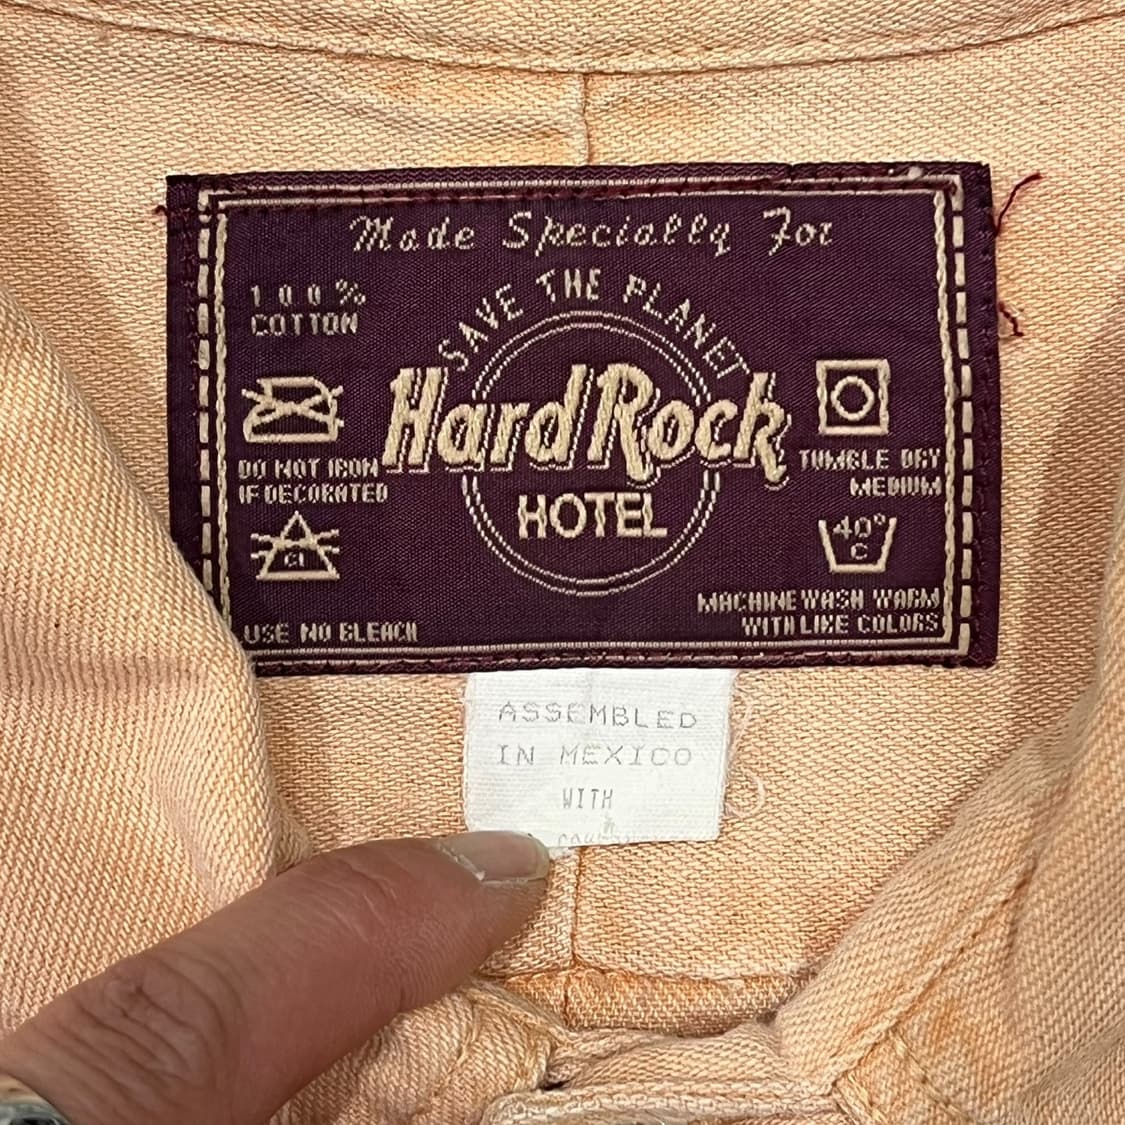 Made Specially For
100%
COTTON
SAVE THE PLANET
Hard Rock
HOTEL
DO NOT IRON
IF DECORATED
TUMBLE DRY
MEDIUM
Cl
40°
C
USE NO BLEACH
MACHINE WASH WARM
WITH LIKE COLORS
ASSEMBLED
IN MEXICO
WITH